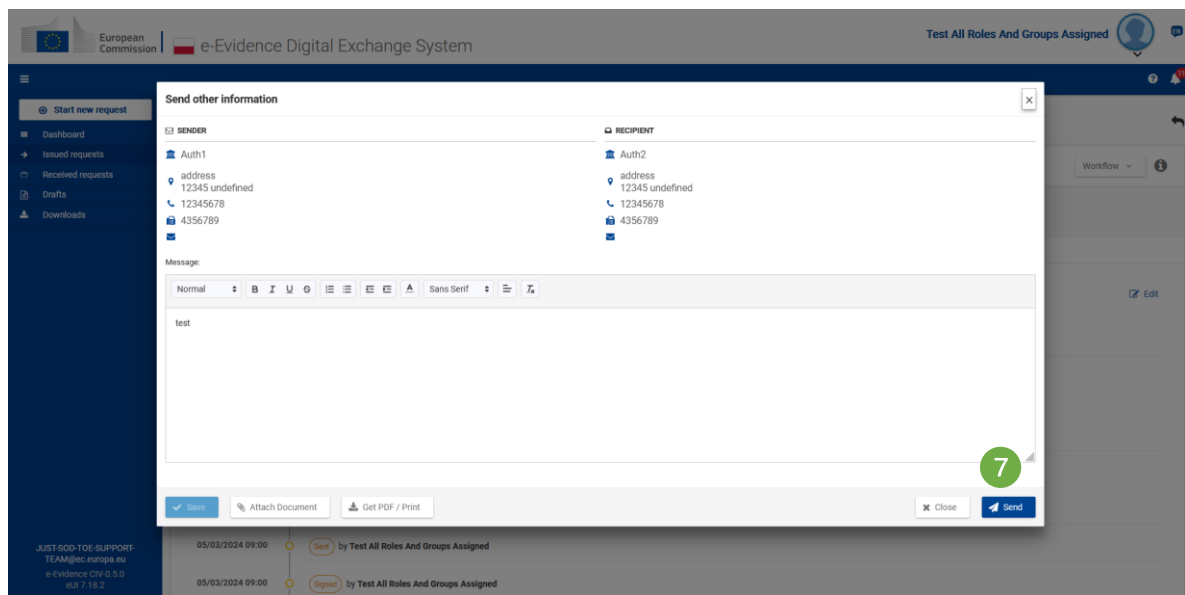 European
Commission
e-Evidence Digital Exchange System
Test All Roles And Groups Assigned
EN
11
Start new request
Dashboard
Issued requests
Received requests
Drafts
Downloads
Workflow
Edit
Send other information
SENDER
Auth1
address
12345 undefined
12345678
4356789
RECIPIENT
Auth2
address
12345 undefined
12345678
4356789
Message:
Normal B I U S A Sans Serif
test
7
Save Attach Document Get PDF / Print Close Send
05/03/2024 09:00 Sent by Test All Roles And Groups Assigned
05/03/2024 09:00 Signed by Test All Roles And Groups Assigned
JUST-SOD-TOE-SUPPORT-
TEAM@ec.europa.eu
e-Evidence CIV-0.5.0
eUI 7.18.2